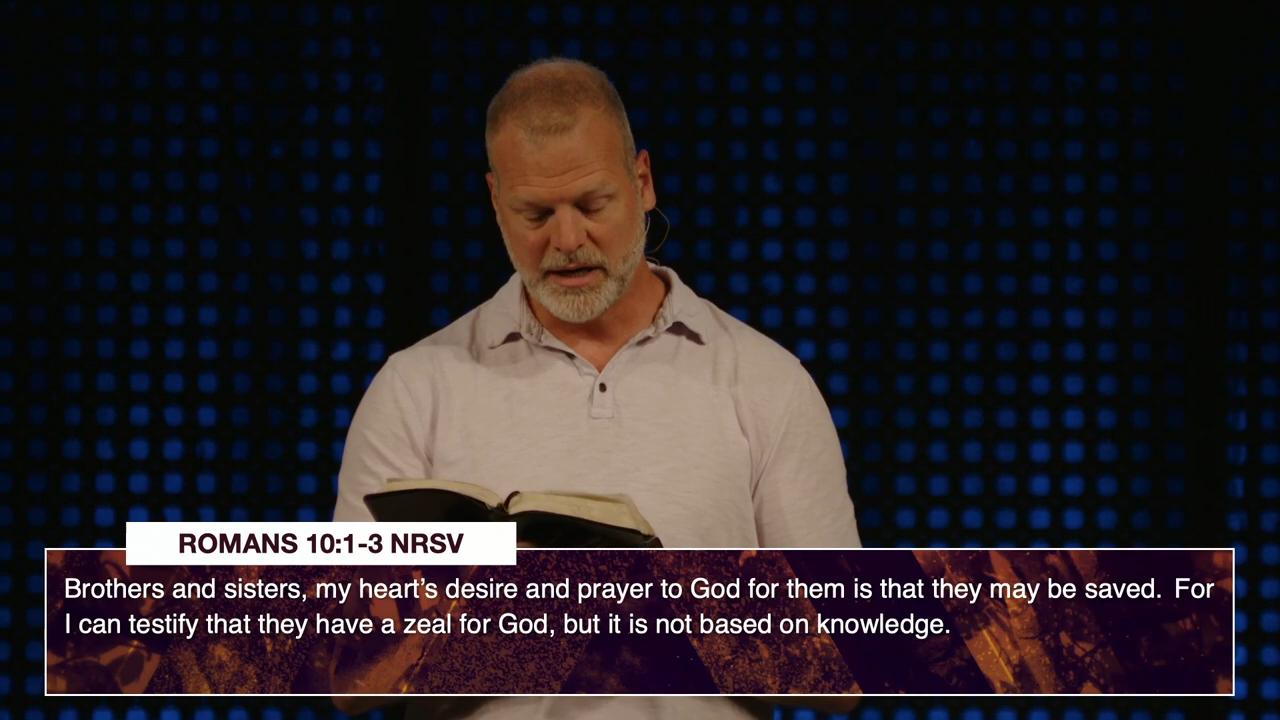 ROMANS 10:1-3 NRSV
Brothers and sisters, my heart’s desire and prayer to God for them is that they may be saved. For
I can testify that they have a zeal for God, but it is not based on knowledge.